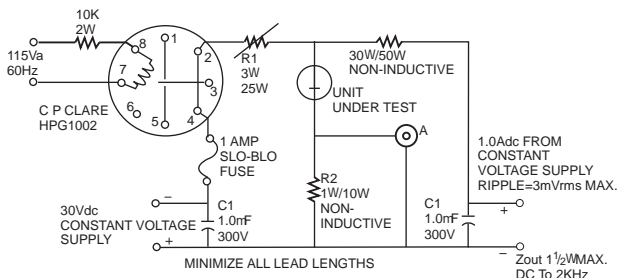 10K
2W
115Va
60Hz
8
1
2
7
3
6
5
4
C P CLARE
HPG1002
R1
3W
25W
30W/50W
NON-INDUCTIVE
UNIT
UNDER TEST
A
1 AMP
SLO-BLO
FUSE
R2
1W/10W
NON-
INDUCTIVE
1.0Adc FROM
CONSTANT
VOLTAGE SUPPLY
RIPPLE=3mVrms MAX.
–
30Vdc
CONSTANT VOLTAGE
SUPPLY
+
C1
1.0mF
300V
C1
1.0mF
300V
+
–
MINIMIZE ALL LEAD LENGTHS
Zout 1 1/2WMAX.
DC To 2KHz